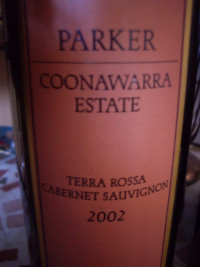 PARKER
COONAWARRA
ESTATE
TERRA ROSSA
CABERNET SAUVIGNON
2002